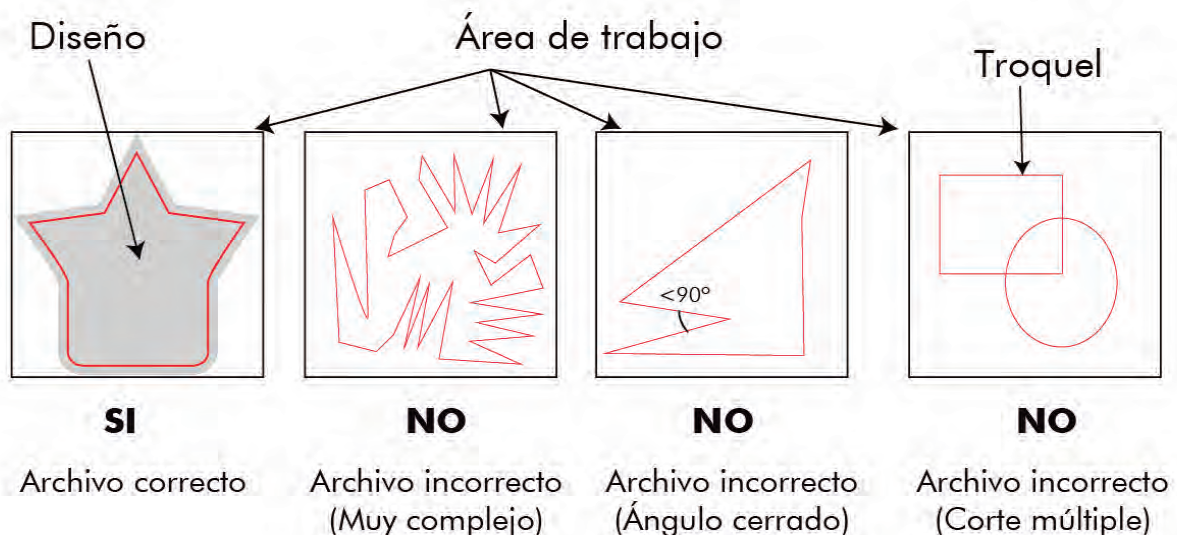 Diseño
Área de trabajo
Troquel
<90º
SI
NO
NO
NO
Archivo correcto
Archivo incorrecto
(Muy complejo)
Archivo incorrecto
(Ángulo cerrado)
Archivo incorrecto
(Corte múltiple)